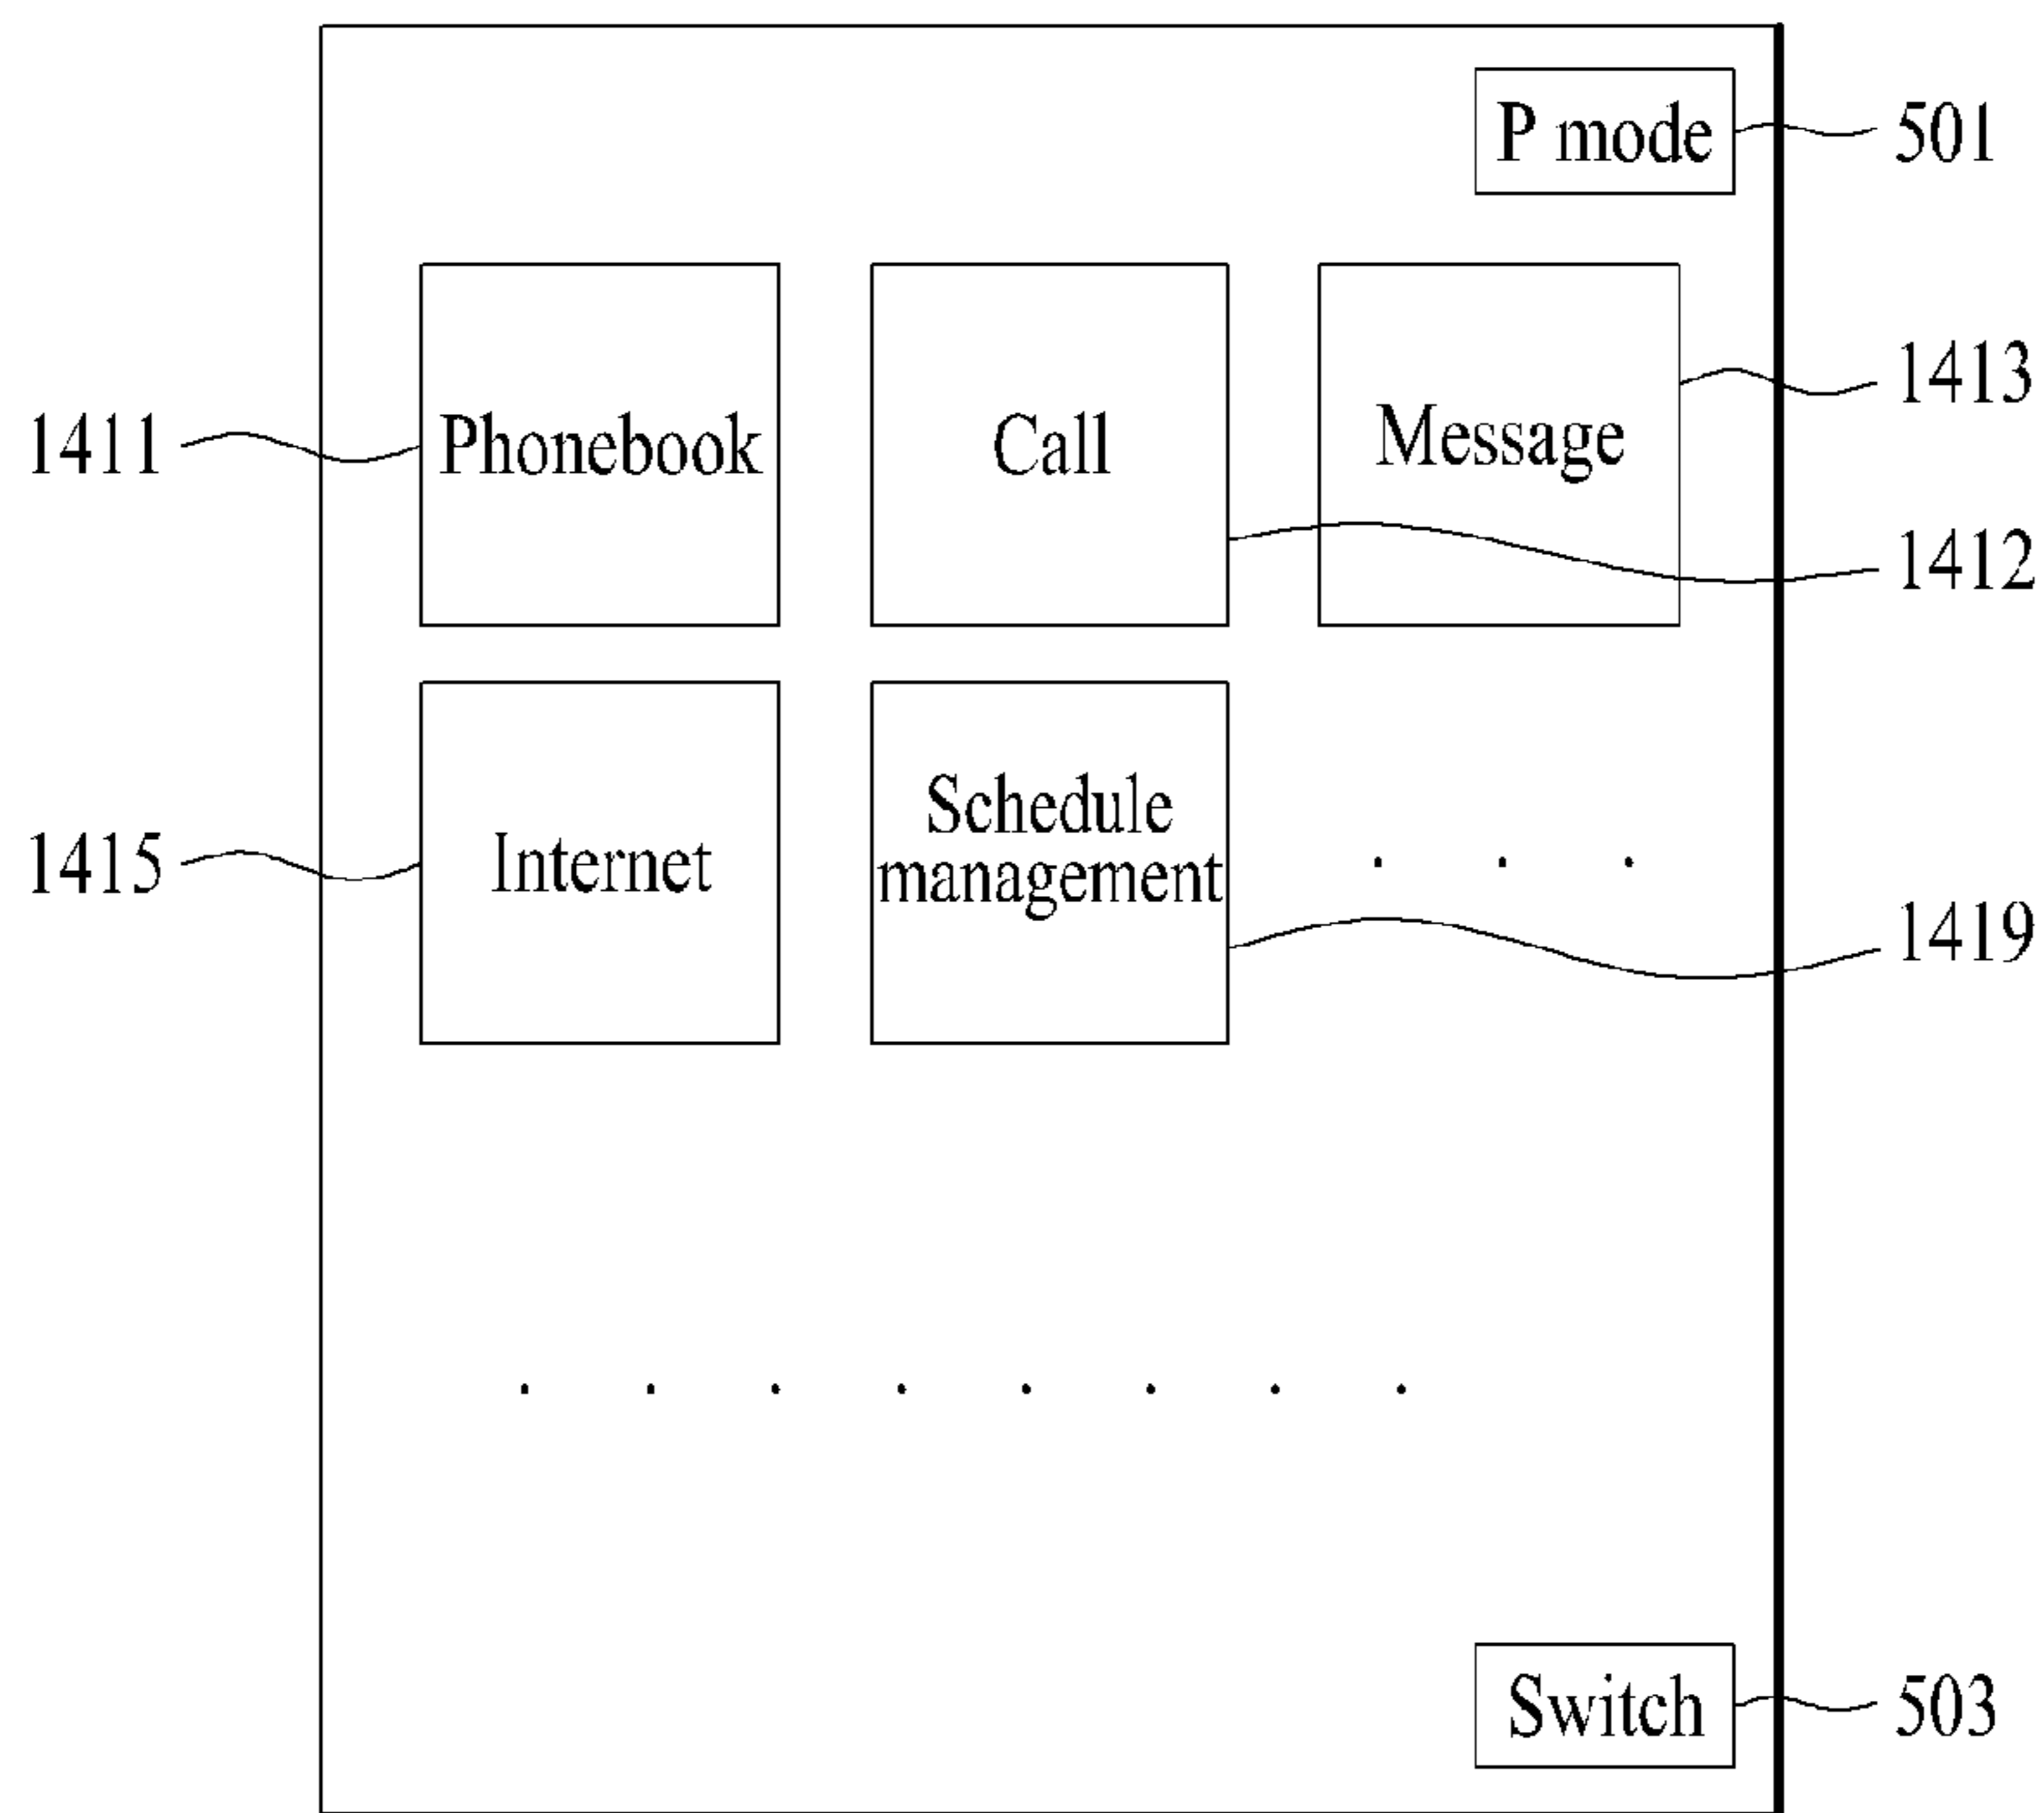 P mode
501
Phonebook
Call
Message
1413
1411
1412
Internet
Schedule
management
1415
1419
Switch
503